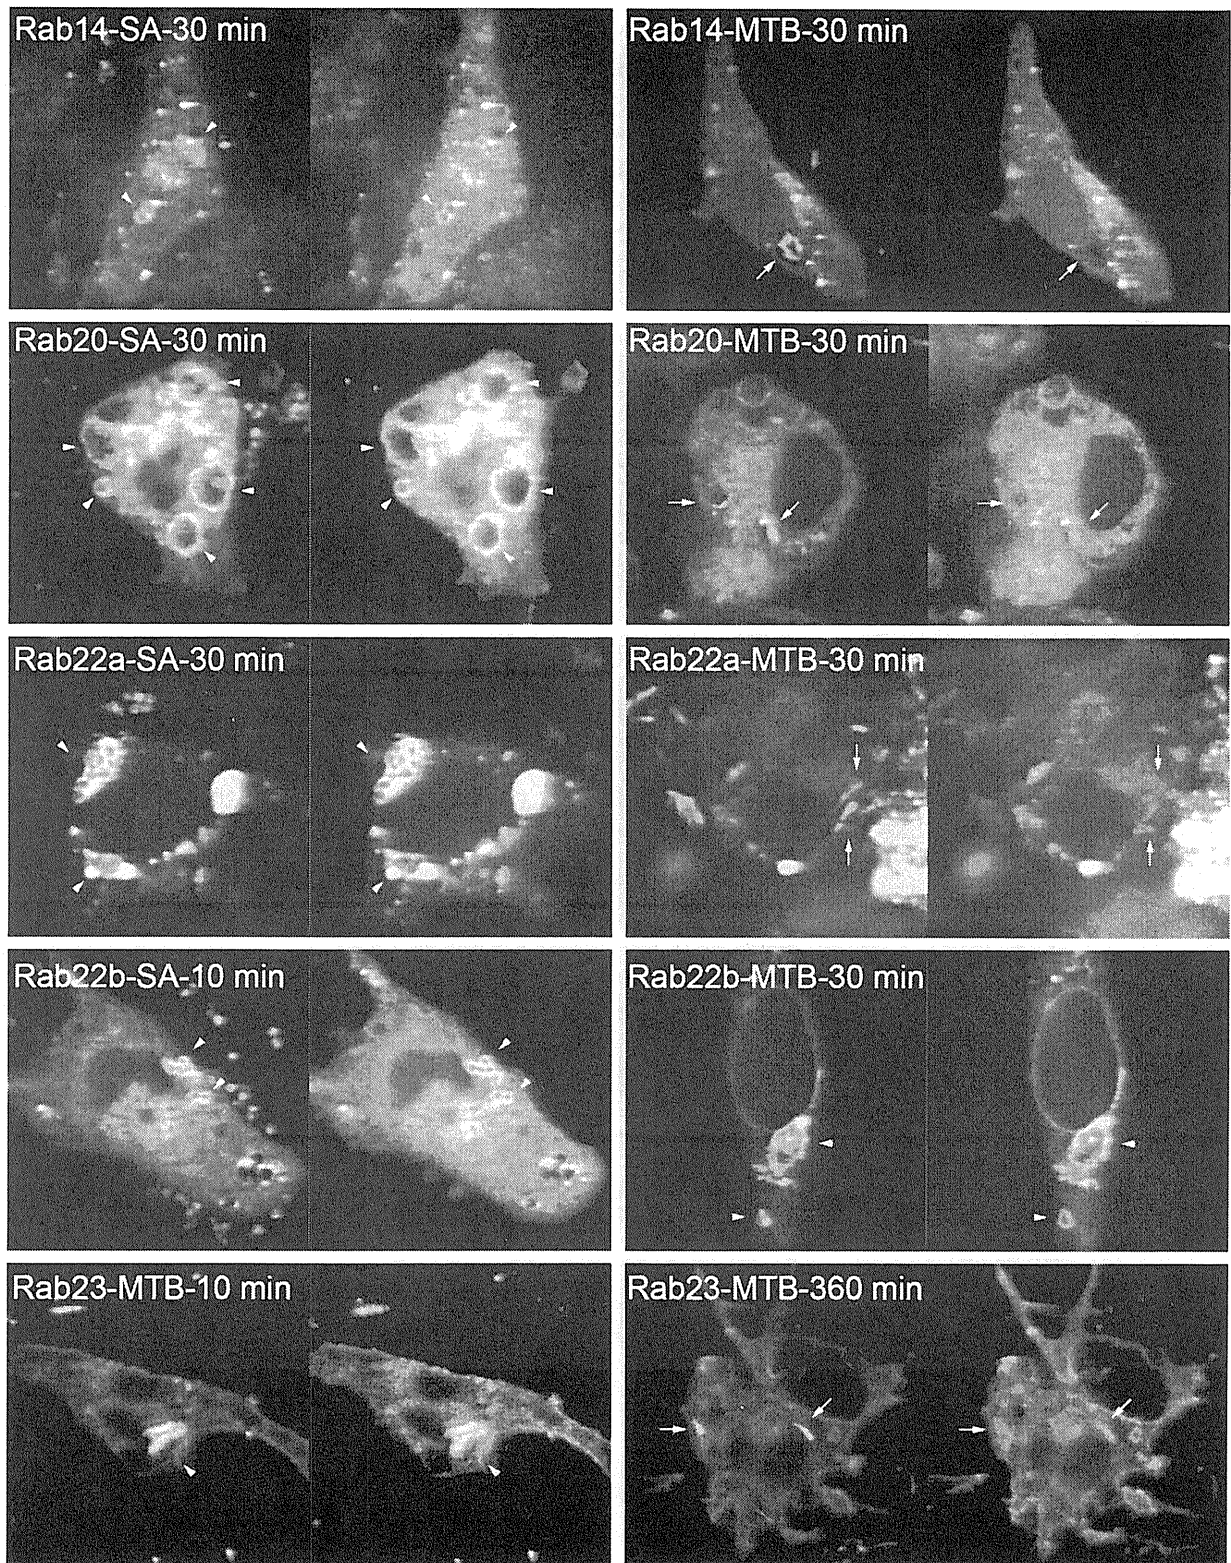 Rab14-SA-30 min
Rab14-MTB-30 min
Rab20-SA-30 min
Rab20-MTB-30 min
Rab22a-SA-30 min
Rab22a-MTB-30 min
Rab22b-SA-10 min
Rab22b-MTB-30 min
Rab23-MTB-10 min
Rab23-MTB-360 min